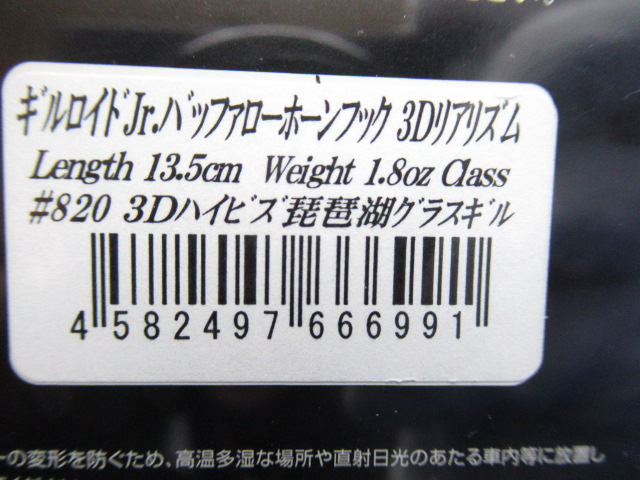 ギルロイドJr.バッファローホーンフック 3Dリアリズム
Length 13.5cm Weight 1.8oz Class
#820 3Dハイビズ琵琶湖グラスギル
4 582497 666991
ーの変形を防ぐため、高温多湿な場所や直射日光のあたる車内等に放置し